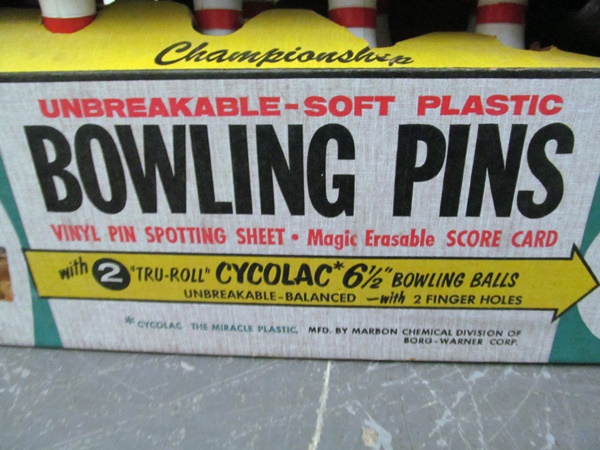 Championship
UNBREAKABLE-SOFT PLASTIC
BOWLING PINS
VINYL PIN SPOTTING SHEET • Magic Erasable SCORE CARD
with 2 "TRU-ROLL" CYCOLAC* 6½" BOWLING BALLS
UNBREAKABLE-BALANCED — with 2 FINGER HOLES
* CYCOLAC THE MIRACLE PLASTIC, MFD. BY MARBON CHEMICAL DIVISION OF
BORG-WARNER CORP.